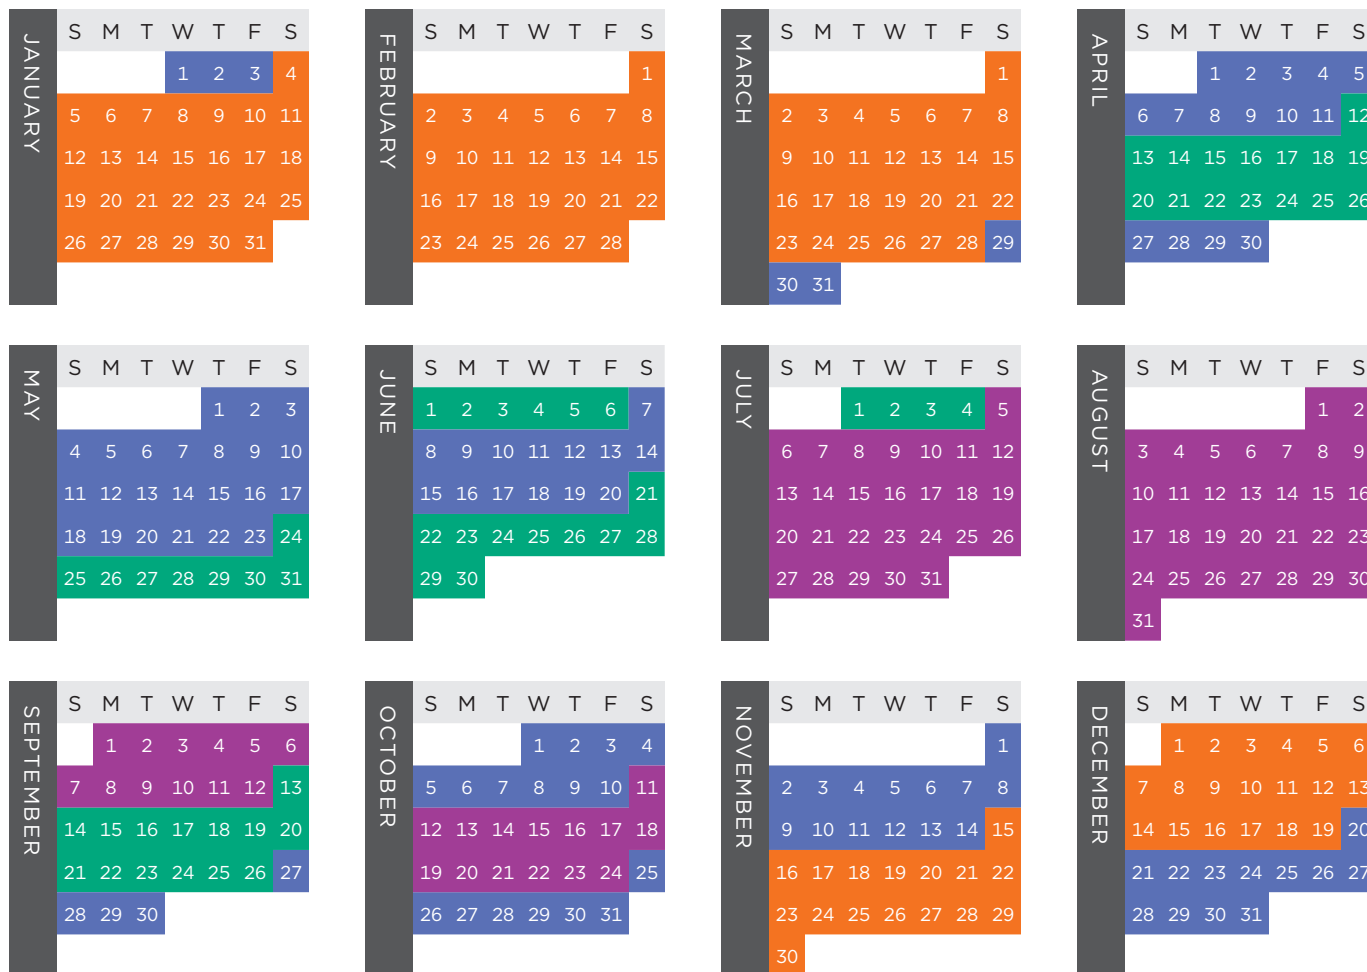 JANUARY
S M T W T F S
1 2 3 4
5 6 7 8 9 10 11
12 13 14 15 16 17 18
19 20 21 22 23 24 25
26 27 28 29 30 31
FEBRUARY
S M T W T F S
1
2 3 4 5 6 7 8
9 10 11 12 13 14 15
16 17 18 19 20 21 22
23 24 25 26 27 28
MARCH
S M T W T F S
1
2 3 4 5 6 7 8
9 10 11 12 13 14 15
16 17 18 19 20 21 22
23 24 25 26 27 28 29
30 31
APRIL
S M T W T F S
1 2 3 4 5
6 7 8 9 10 11 12
13 14 15 16 17 18 19
20 21 22 23 24 25 26
27 28 29 30
MAY
S M T W T F S
1 2 3
4 5 6 7 8 9 10
11 12 13 14 15 16 17
18 19 20 21 22 23 24
25 26 27 28 29 30 31
JUNE
S M T W T F S
1 2 3 4 5 6 7
8 9 10 11 12 13 14
15 16 17 18 19 20 21
22 23 24 25 26 27 28
29 30
JULY
S M T W T F S
1 2 3 4 5
6 7 8 9 10 11 12
13 14 15 16 17 18 19
20 21 22 23 24 25 26
27 28 29 30 31
AUGUST
S M T W T F S
1 2
3 4 5 6 7 8 9
10 11 12 13 14 15 16
17 18 19 20 21 22 23
24 25 26 27 28 29 30
31
SEPTEMBER
S M T W T F S
1 2 3 4 5 6
7 8 9 10 11 12 13
14 15 16 17 18 19 20
21 22 23 24 25 26 27
28 29 30
OCTOBER
S M T W T F S
1 2 3 4
5 6 7 8 9 10 11
12 13 14 15 16 17 18
19 20 21 22 23 24 25
26 27 28 29 30 31
NOVEMBER
S M T W T F S
1
2 3 4 5 6 7 8
9 10 11 12 13 14 15
16 17 18 19 20 21 22
23 24 25 26 27 28 29
30
DECEMBER
S M T W T F S
1 2 3 4 5 6
7 8 9 10 11 12 13
14 15 16 17 18 19 20
21 22 23 24 25 26 27
28 29 30 31